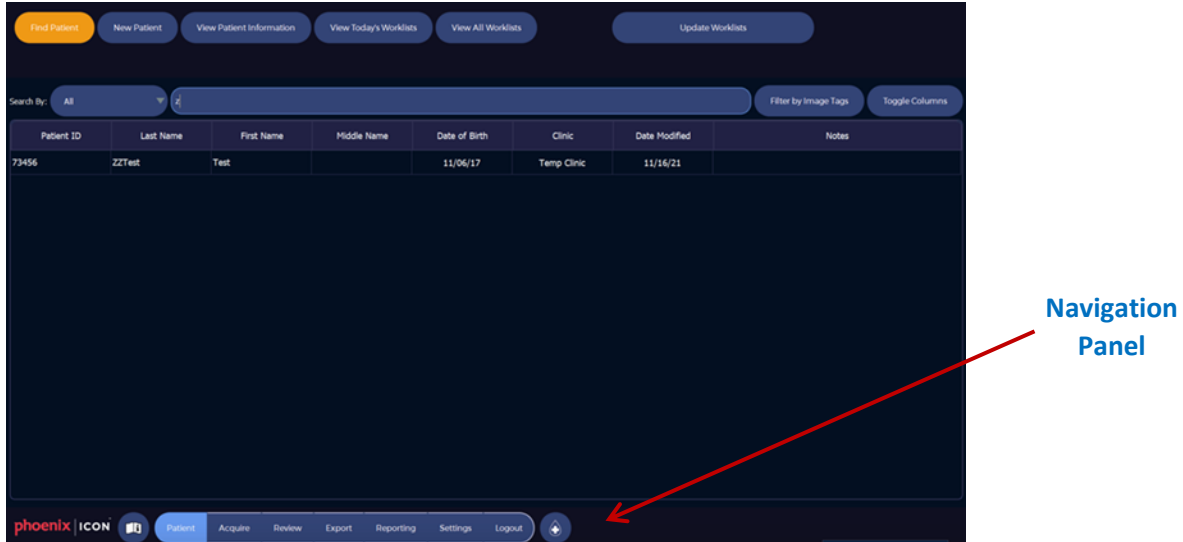 Find Patient New Patient View Patient Information View Today's Worklists View All Worklists Update Worklists
Search By: All z Filter by Image Tags Toggle Columns
Patient ID Last Name First Name Middle Name Date of Birth Clinic Date Modified Notes
73456 ZZTest Test 11/06/17 Temp Clinic 11/16/21
Navigation
Panel
phoenix | ICON Patient Acquire Review Export Reporting Settings Logout